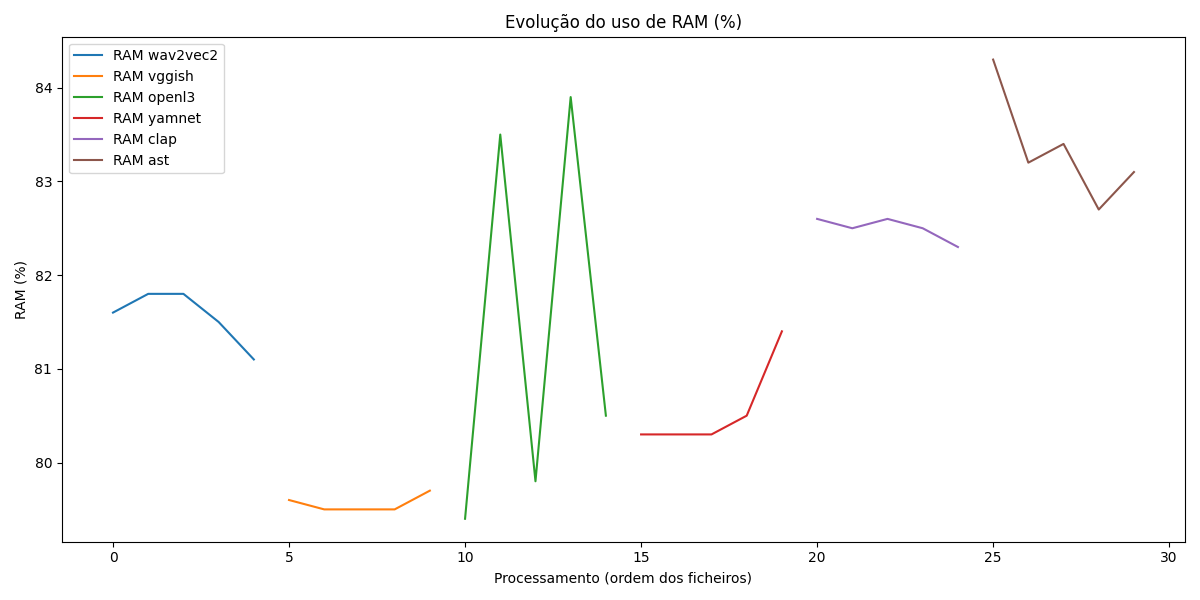 Evolução do uso de RAM (%)
RAM wav2vec2
RAM vggish
RAM openl3
RAM yamnet
RAM clap
RAM ast
RAM (%)
84
83
82
81
80
0 5 10 15 20 25 30
Processamento (ordem dos ficheiros)